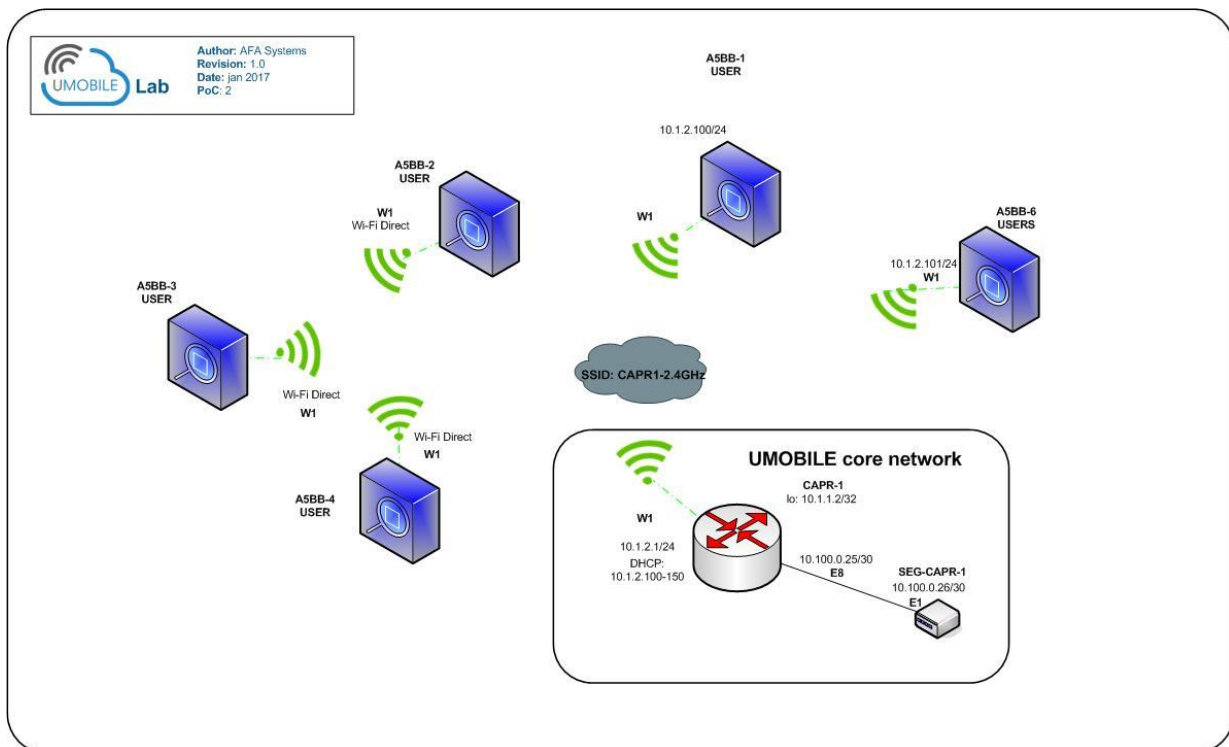 UMOBILE
Lab
Author: AFA Systems
Revision: 1.0
Date: jan 2017
PoC: 2
A5BB-1
USER
10.1.2.100/24
W1
A5BB-2
USER
W1
Wi-Fi Direct
A5BB-6
USERS
10.1.2.101/24
W1
A5BB-3
USER
Wi-Fi Direct
W1
SSID: CAPR1-2.4GHz
Wi-Fi Direct
W1
A5BB-4
USER
UMOBILE core network
CAPR-1
lo: 10.1.1.2/32
W1
10.1.2.1/24
DHCP:
10.1.2.100-150
10.100.0.25/30
E8
SEG-CAPR-1
10.100.0.26/30
E1